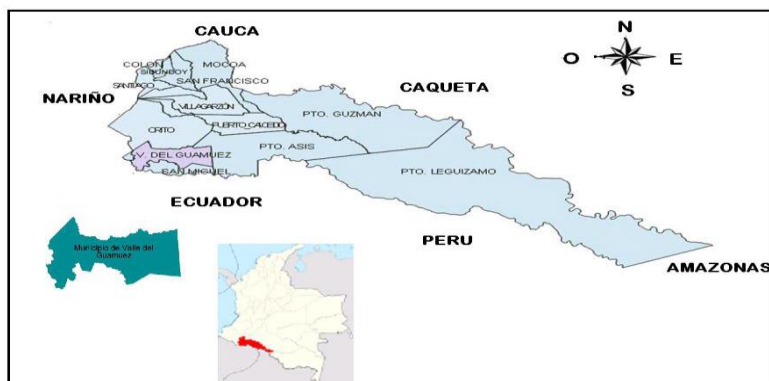 CAUCA
N
O E
S
COLON
SIBUNDOY
MOCOA
SAN FRANCISCO
SANTIAGO
CAQUETA
NARIÑO
VILLAGARZÓN
PTO. GUZMAN
PUERTO CAICEDO
ORITO
PTO. ASIS
V. DEL GUAMUEZ
SAN MIGUEL
PTO. LEGUIZAMO
ECUADOR
PERU
Municipio de Valle del
Guamuez
AMAZONAS